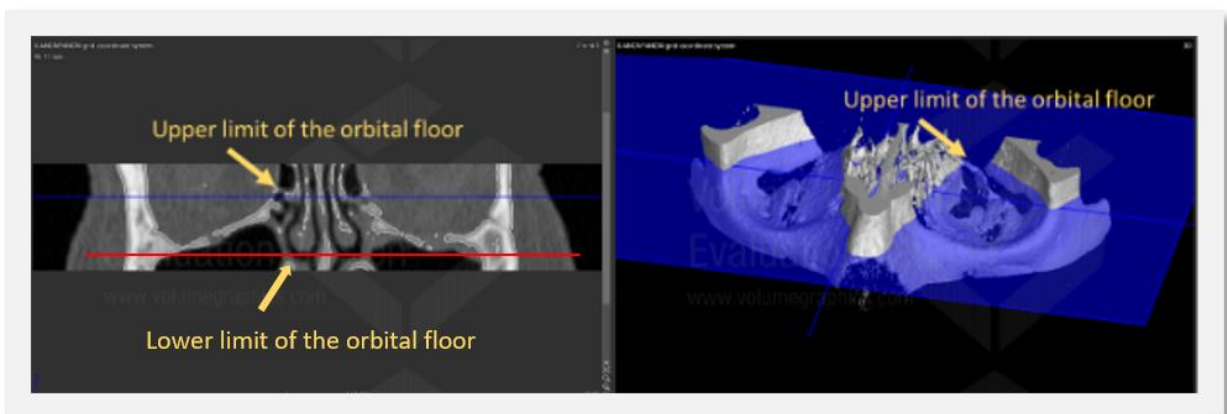 Upper limit of the orbital floor
Lower limit of the orbital floor
Upper limit of the orbital floor
Evaluation
www.volumegraphics.com
www.volumegraphics.com